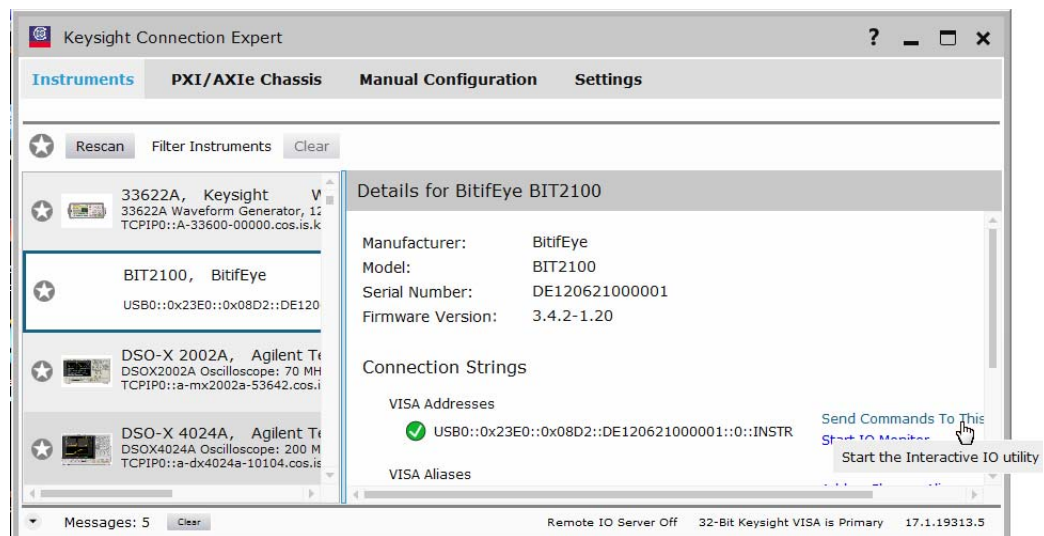 Keysight Connection Expert
? 
Instruments PXI/AXIe Chassis Manual Configuration Settings
Rescan Filter Instruments Clear
33622A, Keysight
33622A Waveform Generator, 12
TCPIP0::A-33600-00000.cos.is.k
BIT2100, BitifEye
USB0::0x23E0::0x08D2::DE120
DSO-X 2002A, Agilent Te
DSOX2002A Oscilloscope: 70 MH
TCPIP0::a-mx2002a-53642.cos.i
DSO-X 4024A, Agilent Te
DSOX4024A Oscilloscope: 200 M
TCPIP0::a-dx4024a-10104.cos.is
Details for BitifEye BIT2100
Manufacturer: BitifEye
Model: BIT2100
Serial Number: DE120621000001
Firmware Version: 3.4.2-1.20
Connection Strings
VISA Addresses
USB0::0x23E0::0x08D2::DE120621000001::0::INSTR
Send Commands To This
Start IO Monitor
Start the Interactive IO utility
VISA Aliases
Messages: 5 Clear
Remote IO Server Off 32-Bit Keysight VISA is Primary 17.1.19313.5